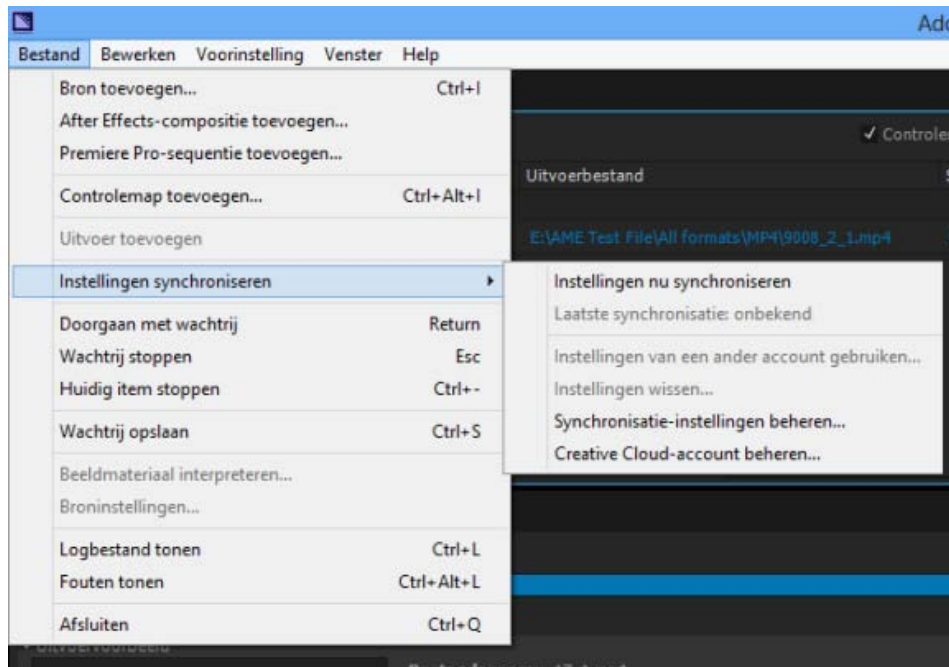 Ado
Bestand Bewerken Voorinstelling Venster Help
Bron toevoegen... Ctrl+I
After Effects-compositie toevoegen...
Premiere Pro-sequentie toevoegen...
Controlemap toevoegen... Ctrl+Alt+I
Uitvoer toevoegen
Instellingen synchroniseren
Doorgaan met wachtrij Return
Wachtrij stoppen Esc
Huidig item stoppen Ctrl+-
Wachtrij opslaan Ctrl+S
Beeldmateriaal interpreteren...
Broninstellingen...
Logbestand tonen Ctrl+L
Fouten tonen Ctrl+Alt+L
Afsluiten Ctrl+Q
Controle
Uitvoerbestand
E:\AME Test File\All formats\MP4\9008_2_1.mp4
Instellingen nu synchroniseren
Laatste synchronisatie: onbekend
Instellingen van een ander account gebruiken...
Instellingen wissen...
Synchronisatie-instellingen beheren...
Creative Cloud-account beheren...